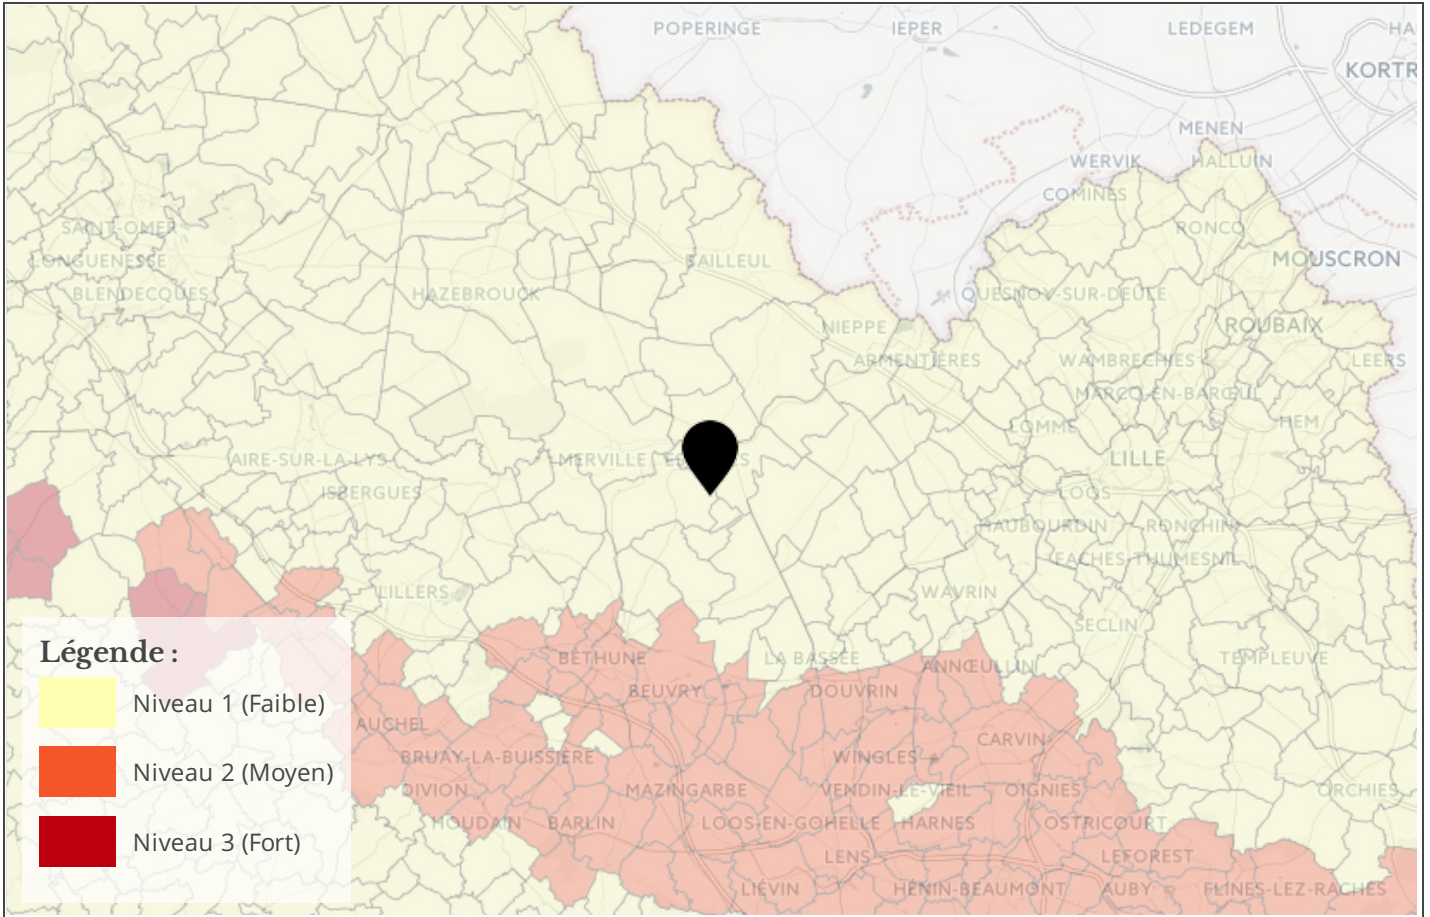 POPERINGE
IEPER
LEDEGEM
HA
KORTR
MENEN
WERVIK
HALLUIN
COMINES
SAINT-OMER
RONCQ
LONGUENESSE
BAILLEUL
MOUSCRON
BLENDECQUES
HAZEBROUCK
QUESNOY-SUR-DEÛLE
NIEPPE
ROUBAIX
ARMENTIÈRES
WAMBRECHIES
LEERS
MARCQ-EN-BARŒUL
HEM
LOMME
AIRE-SUR-LA-LYS
MERVILLE
LILLE
ISBERGUES
LOOS
HAUBOURDIN
RONCHIN
FACHES-THUMESNIL
LILLERS
WAVRIN
SECLIN
Légende :
BÉTHUNE
LA BASSÉE
ANNŒULLIN
TEMPLEUVE
BEUVRY
DOUVRIN
Niveau 1 (Faible)
AUCHEL
CARVIN
BRUAY-LA-BUISSIÈRE
WINGLES
Niveau 2 (Moyen)
DIVION
MAZINGARBE
VENDIN-LE-VIEIL
OIGNIES
ORCHIES
HOUDAIN
BARLIN
LOOS-EN-GOHELLE
HARNES
OSTRICOURT
Niveau 3 (Fort)
LENS
LEFOREST
LIÉVIN
HÉNIN-BEAUMONT
AUBY
FLINES-LEZ-RACHES